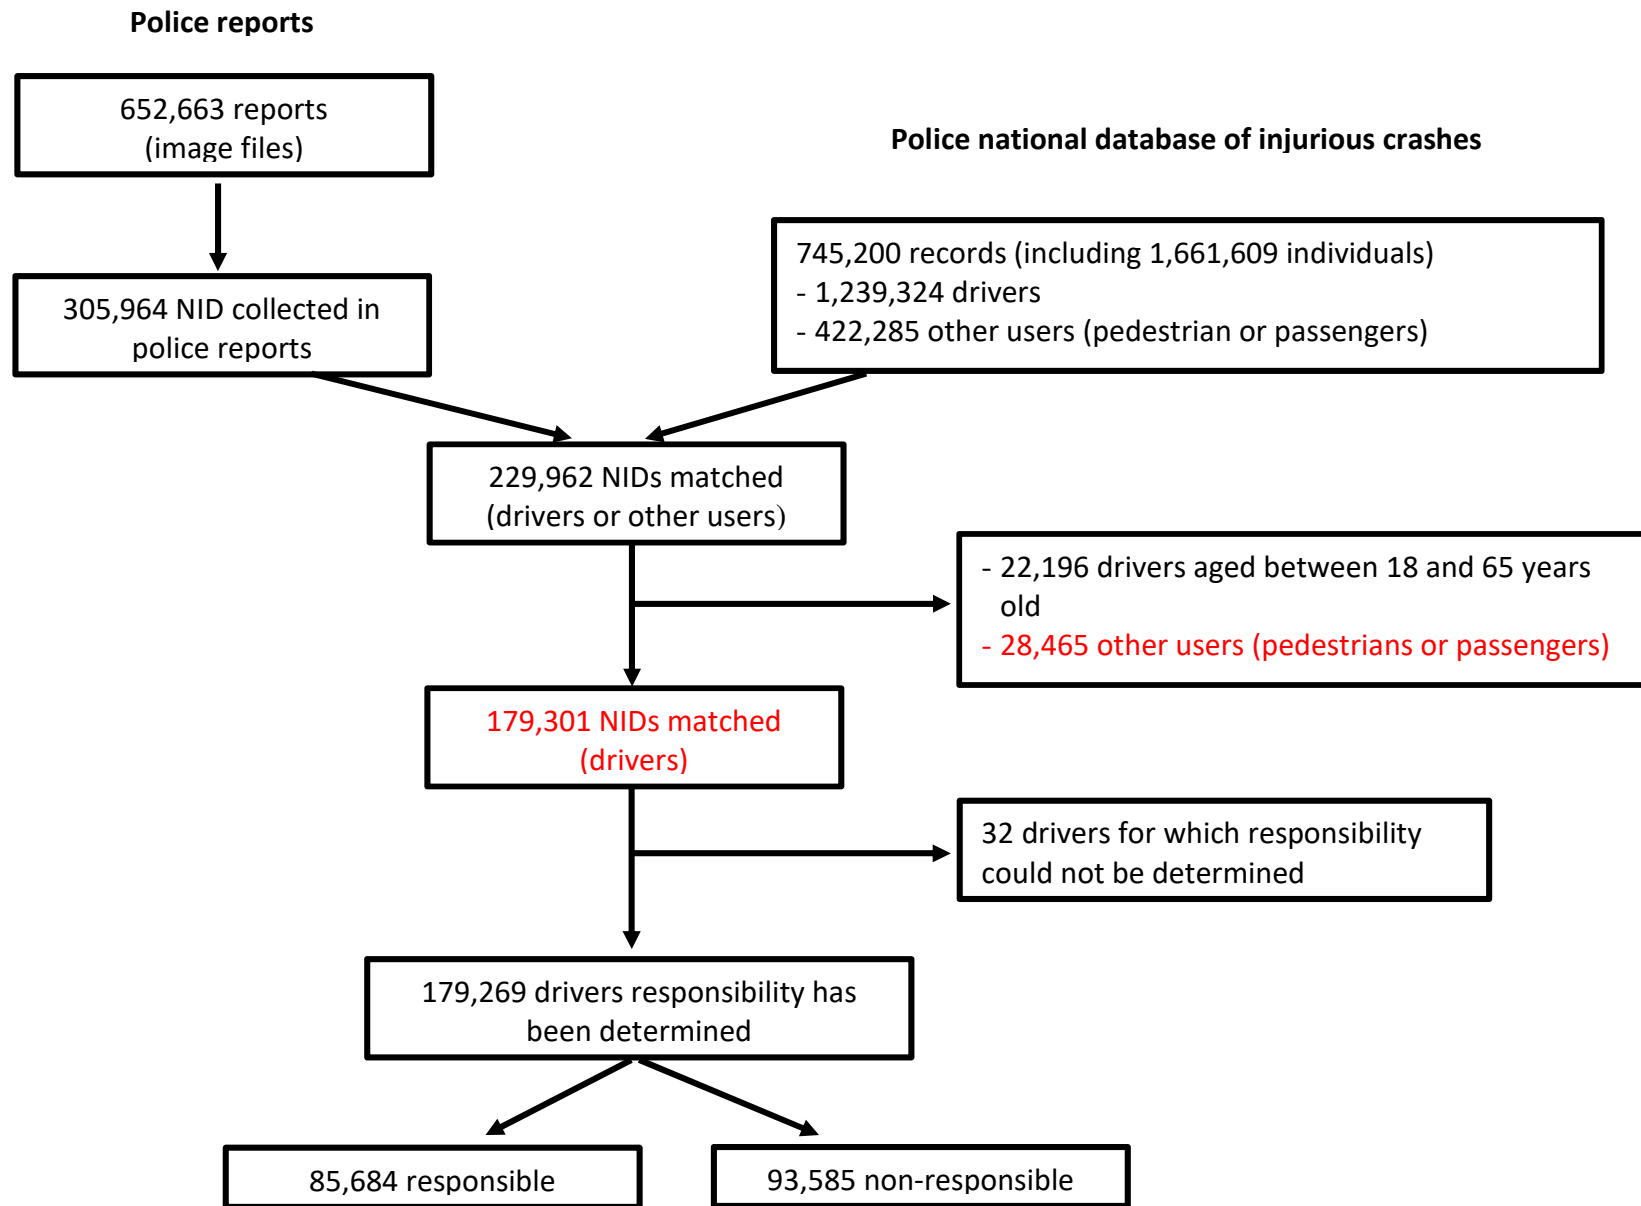 Police reports
652,663 reports
(image files)
Police national database of injurious crashes
745,200 records (including 1,661,609 individuals)
- 1,239,324 drivers
- 422,285 other users (pedestrian or passengers)
305,964 NID collected in
police reports
229,962 NIDs matched
(drivers or other users)
- 22,196 drivers aged between 18 and 65 years
old
- 28,465 other users (pedestrians or passengers)
179,301 NIDs matched
(drivers)
32 drivers for which responsibility
could not be determined
179,269 drivers responsibility has
been determined
85,684 responsible
93,585 non-responsible